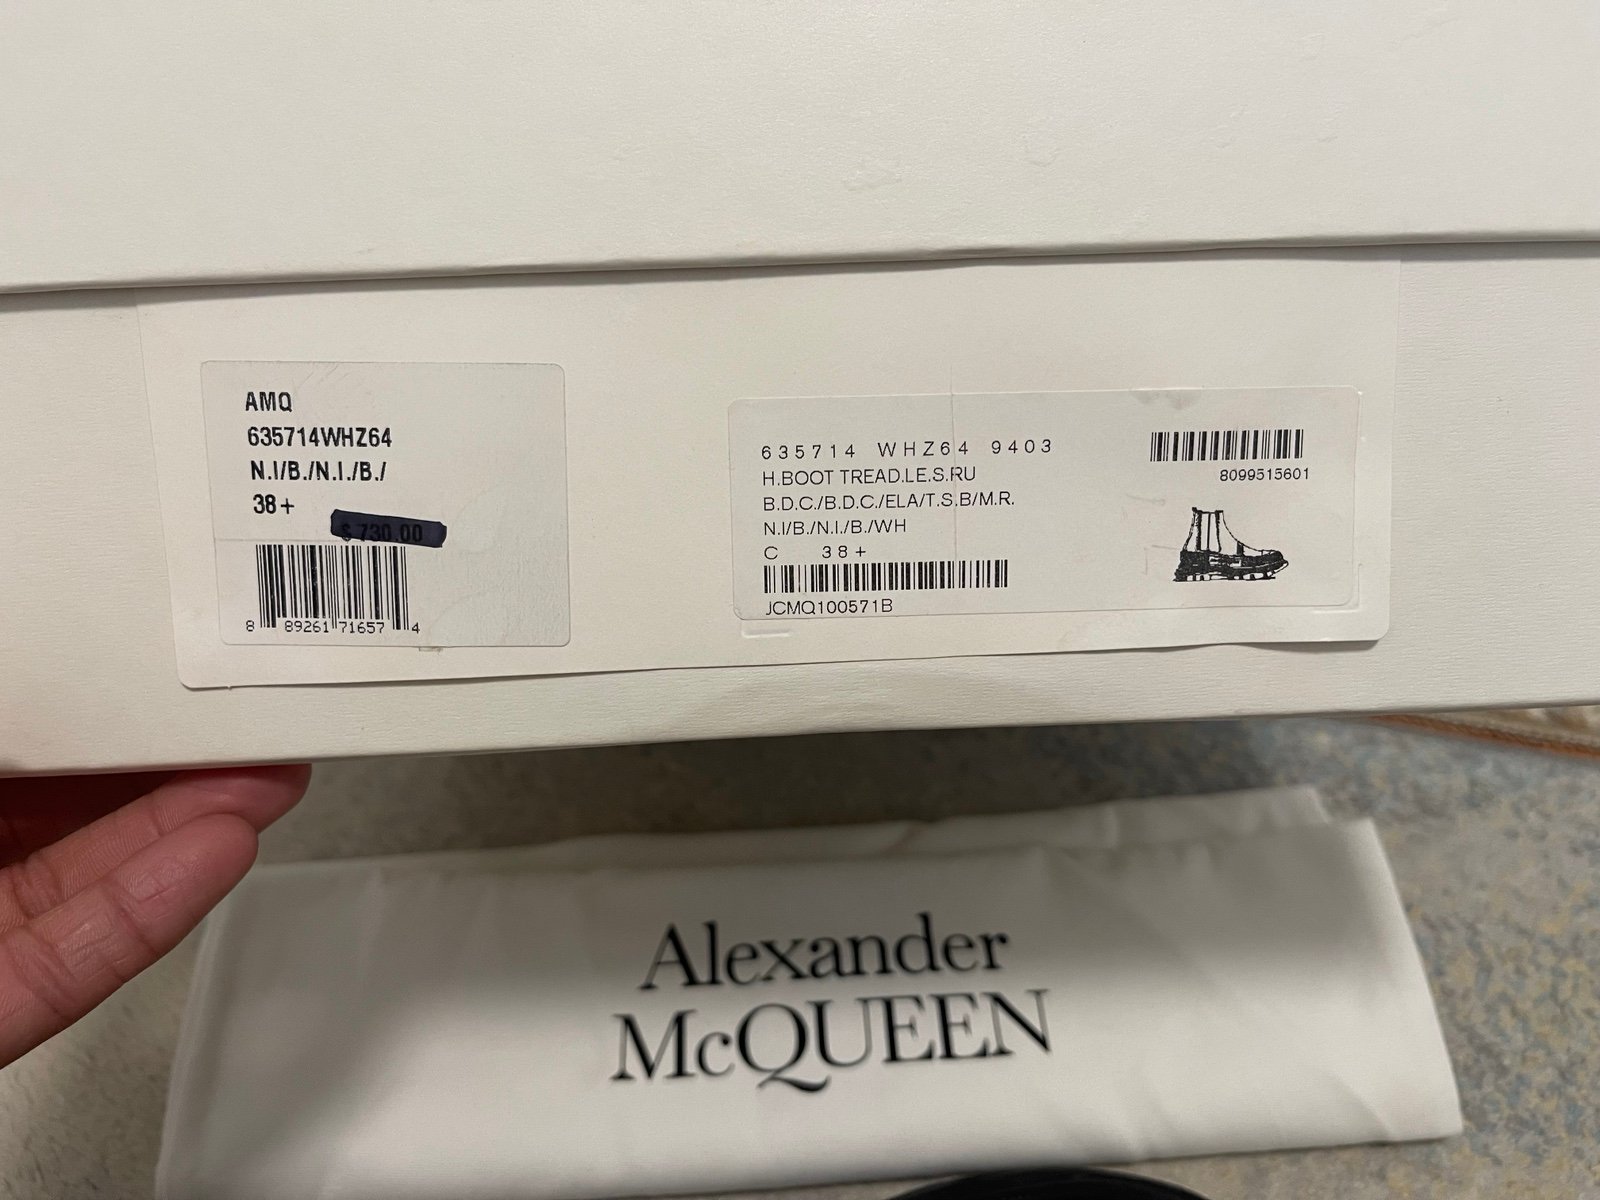 AMQ
635714WHZ64
N.I/B./N.I./B./
38+
$ 730.00
8 89261 71657 4
635714 WHZ64 9403
H.BOOT TREAD.LE.S.RU
B.D.C./B.D.C./ELA/T.S.B/M.R.
N.I/B./N.I./B./WH
C 38+
JCMQ100571B
8099515601
Alexander
McQUEEN